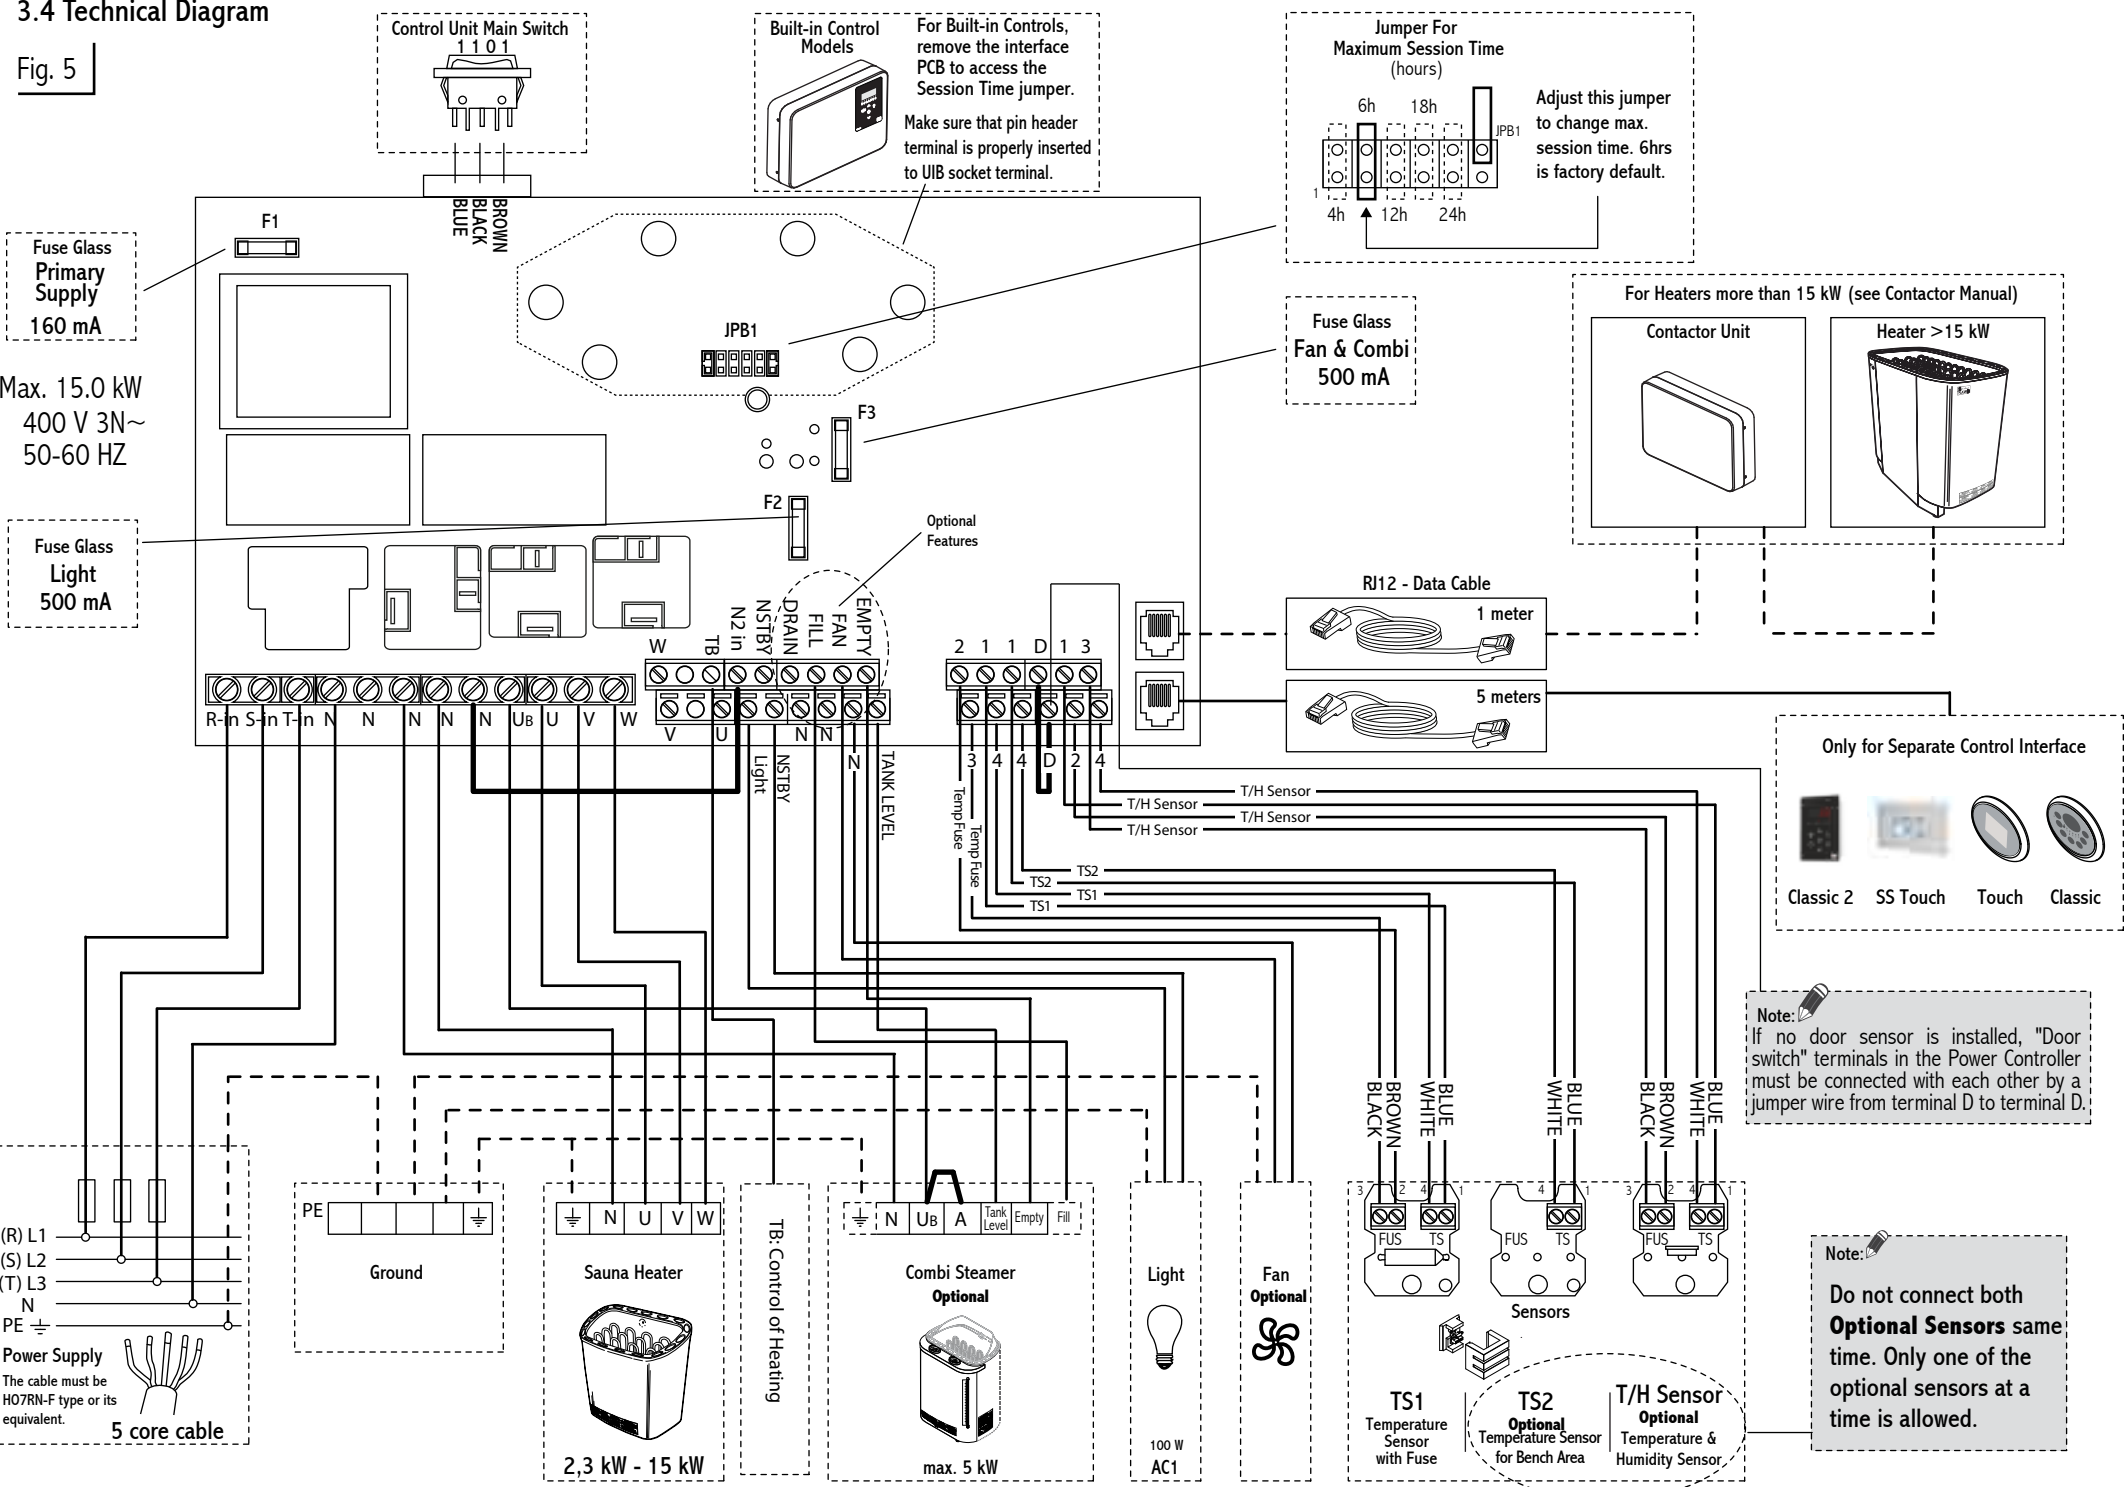 3.4 Technical Diagram
Fig. 5
Control Unit Main Switch
1 1 0 1
BLUE
BLACK
BROWN
Built-in Control
Models
For Built-in Controls,
remove the interface
PCB to access the
Session Time jumper.
Make sure that pin header
terminal is properly inserted
to UIB socket terminal.
Jumper For
Maximum Session Time
(hours)
6h
18h
JPB1
1
4h
12h
24h
Adjust this jumper
to change max.
session time. 6hrs
is factory default.
F1
Fuse Glass
Primary
Supply
160 mA
Max. 15.0 kW
400 V 3N~
50-60 HZ
Fuse Glass
Light
500 mA
JPB1
F3
F2
Fuse Glass
Fan & Combi
500 mA
Optional
Features
For Heaters more than 15 kW (see Contactor Manual)
Contactor Unit
Heater >15 kW
RJ12 - Data Cable
1 meter
5 meters
Only for Separate Control Interface
Classic 2
SS Touch
Touch
Classic
W
TB
N2 in
NSTBY
DRAIN
FILL
FAN
EMPTY
2 1 1 D 1 3
R-in S-in T-in N N N N N UB U V W
V
U
Light
NSTBY
N
N
N
TANK LEVEL
3 4 4 D 2 4
Temp Fuse
Temp Fuse
T/H Sensor
T/H Sensor
T/H Sensor
T/H Sensor
TS2
TS2
TS1
TS1
Note:
If no door sensor is installed, "Door
switch" terminals in the Power Controller
must be connected with each other by a
jumper wire from terminal D to terminal D.
BLACK
BROWN
WHITE
BLUE
WHITE
BLUE
BLACK
BROWN
WHITE
BLUE
(R) L1
(S) L2
(T) L3
N
PE
Power Supply
The cable must be
HO7RN-F type or its
equivalent.
5 core cable
PE
Ground
N U V W
Sauna Heater
2,3 kW - 15 kW
TB: Control of Heating
N
UB
A
Tank
Level
Empty
Fill
Combi Steamer
Optional
max. 5 kW
Light
100 W
AC1
Fan
Optional
3 2 4 1
FUS TS
4 1
FUS TS
3 2 4 1
FUS TS
Sensors
TS1
Temperature
Sensor
with Fuse
TS2
Optional
Temperature Sensor
for Bench Area
T/H Sensor
Optional
Temperature &
Humidity Sensor
Note:
Do not connect both
Optional Sensors same
time. Only one of the
optional sensors at a
time is allowed.